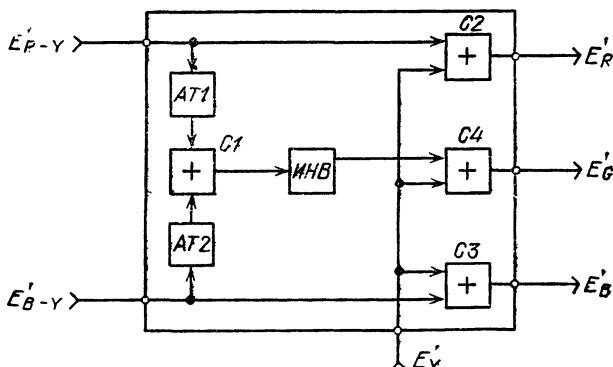 C2
E'R-Y
E'R
AT1
+
C1
C4
+
ИНВ
+
E'G
AT2
C3
E'B-Y
+
E'B
E'Y